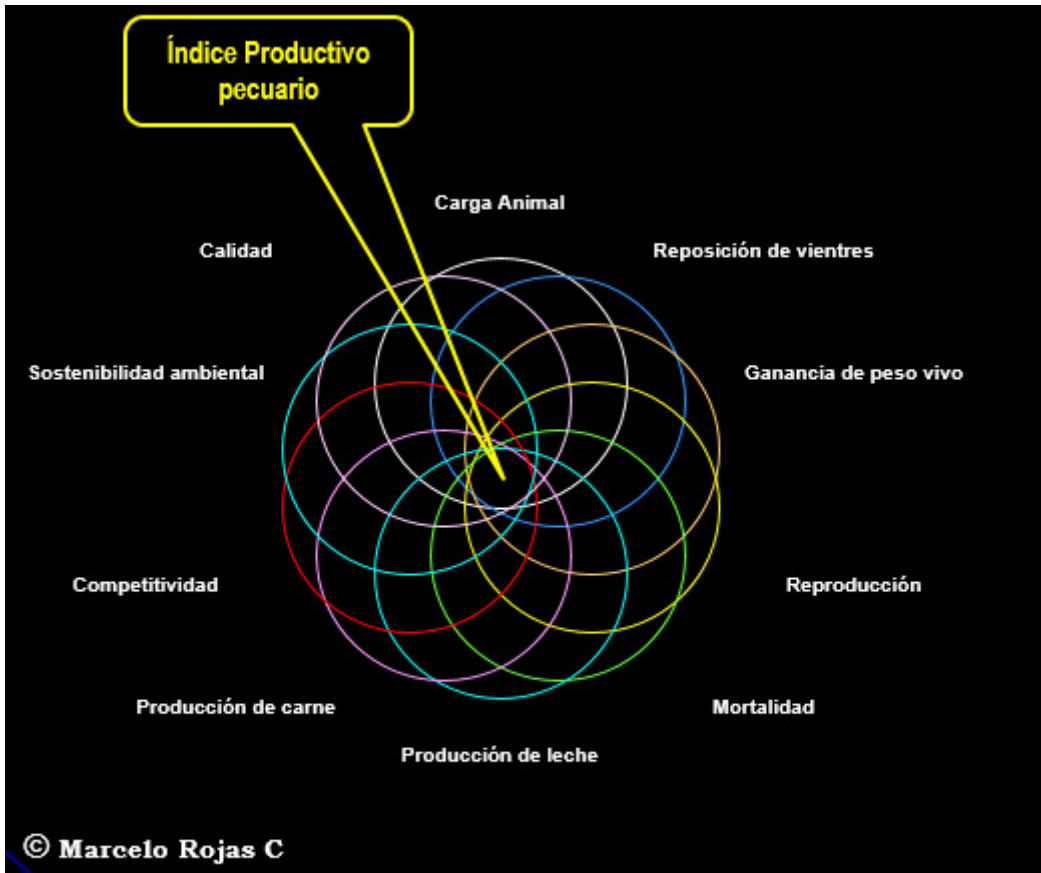 Índice Productivo
pecuario
Carga Animal
Calidad
Reposición de vientres
Sostenibilidad ambiental
Ganancia de peso vivo
Competitividad
Reproducción
Producción de carne
Mortalidad
Producción de leche
© Marcelo Rojas C